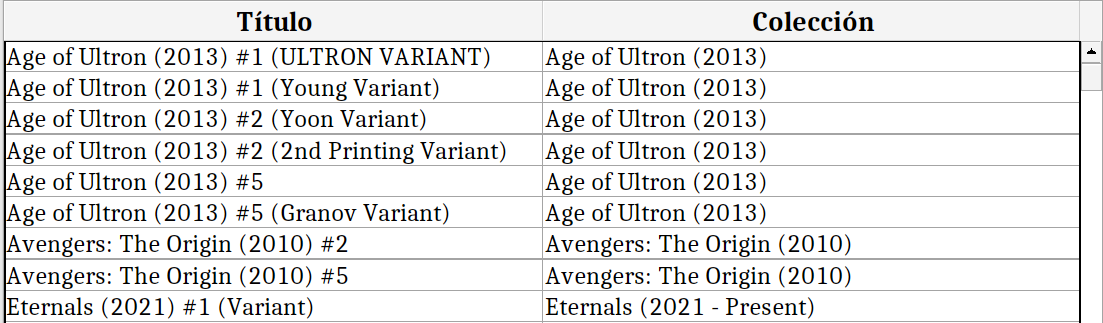 Título Colección
Age of Ultron (2013) #1 (ULTRON VARIANT) Age of Ultron (2013)
Age of Ultron (2013) #1 (Young Variant) Age of Ultron (2013)
Age of Ultron (2013) #2 (Yoon Variant) Age of Ultron (2013)
Age of Ultron (2013) #2 (2nd Printing Variant) Age of Ultron (2013)
Age of Ultron (2013) #5 Age of Ultron (2013)
Age of Ultron (2013) #5 (Granov Variant) Age of Ultron (2013)
Avengers: The Origin (2010) #2 Avengers: The Origin (2010)
Avengers: The Origin (2010) #5 Avengers: The Origin (2010)
Eternals (2021) #1 (Variant) Eternals (2021 - Present)